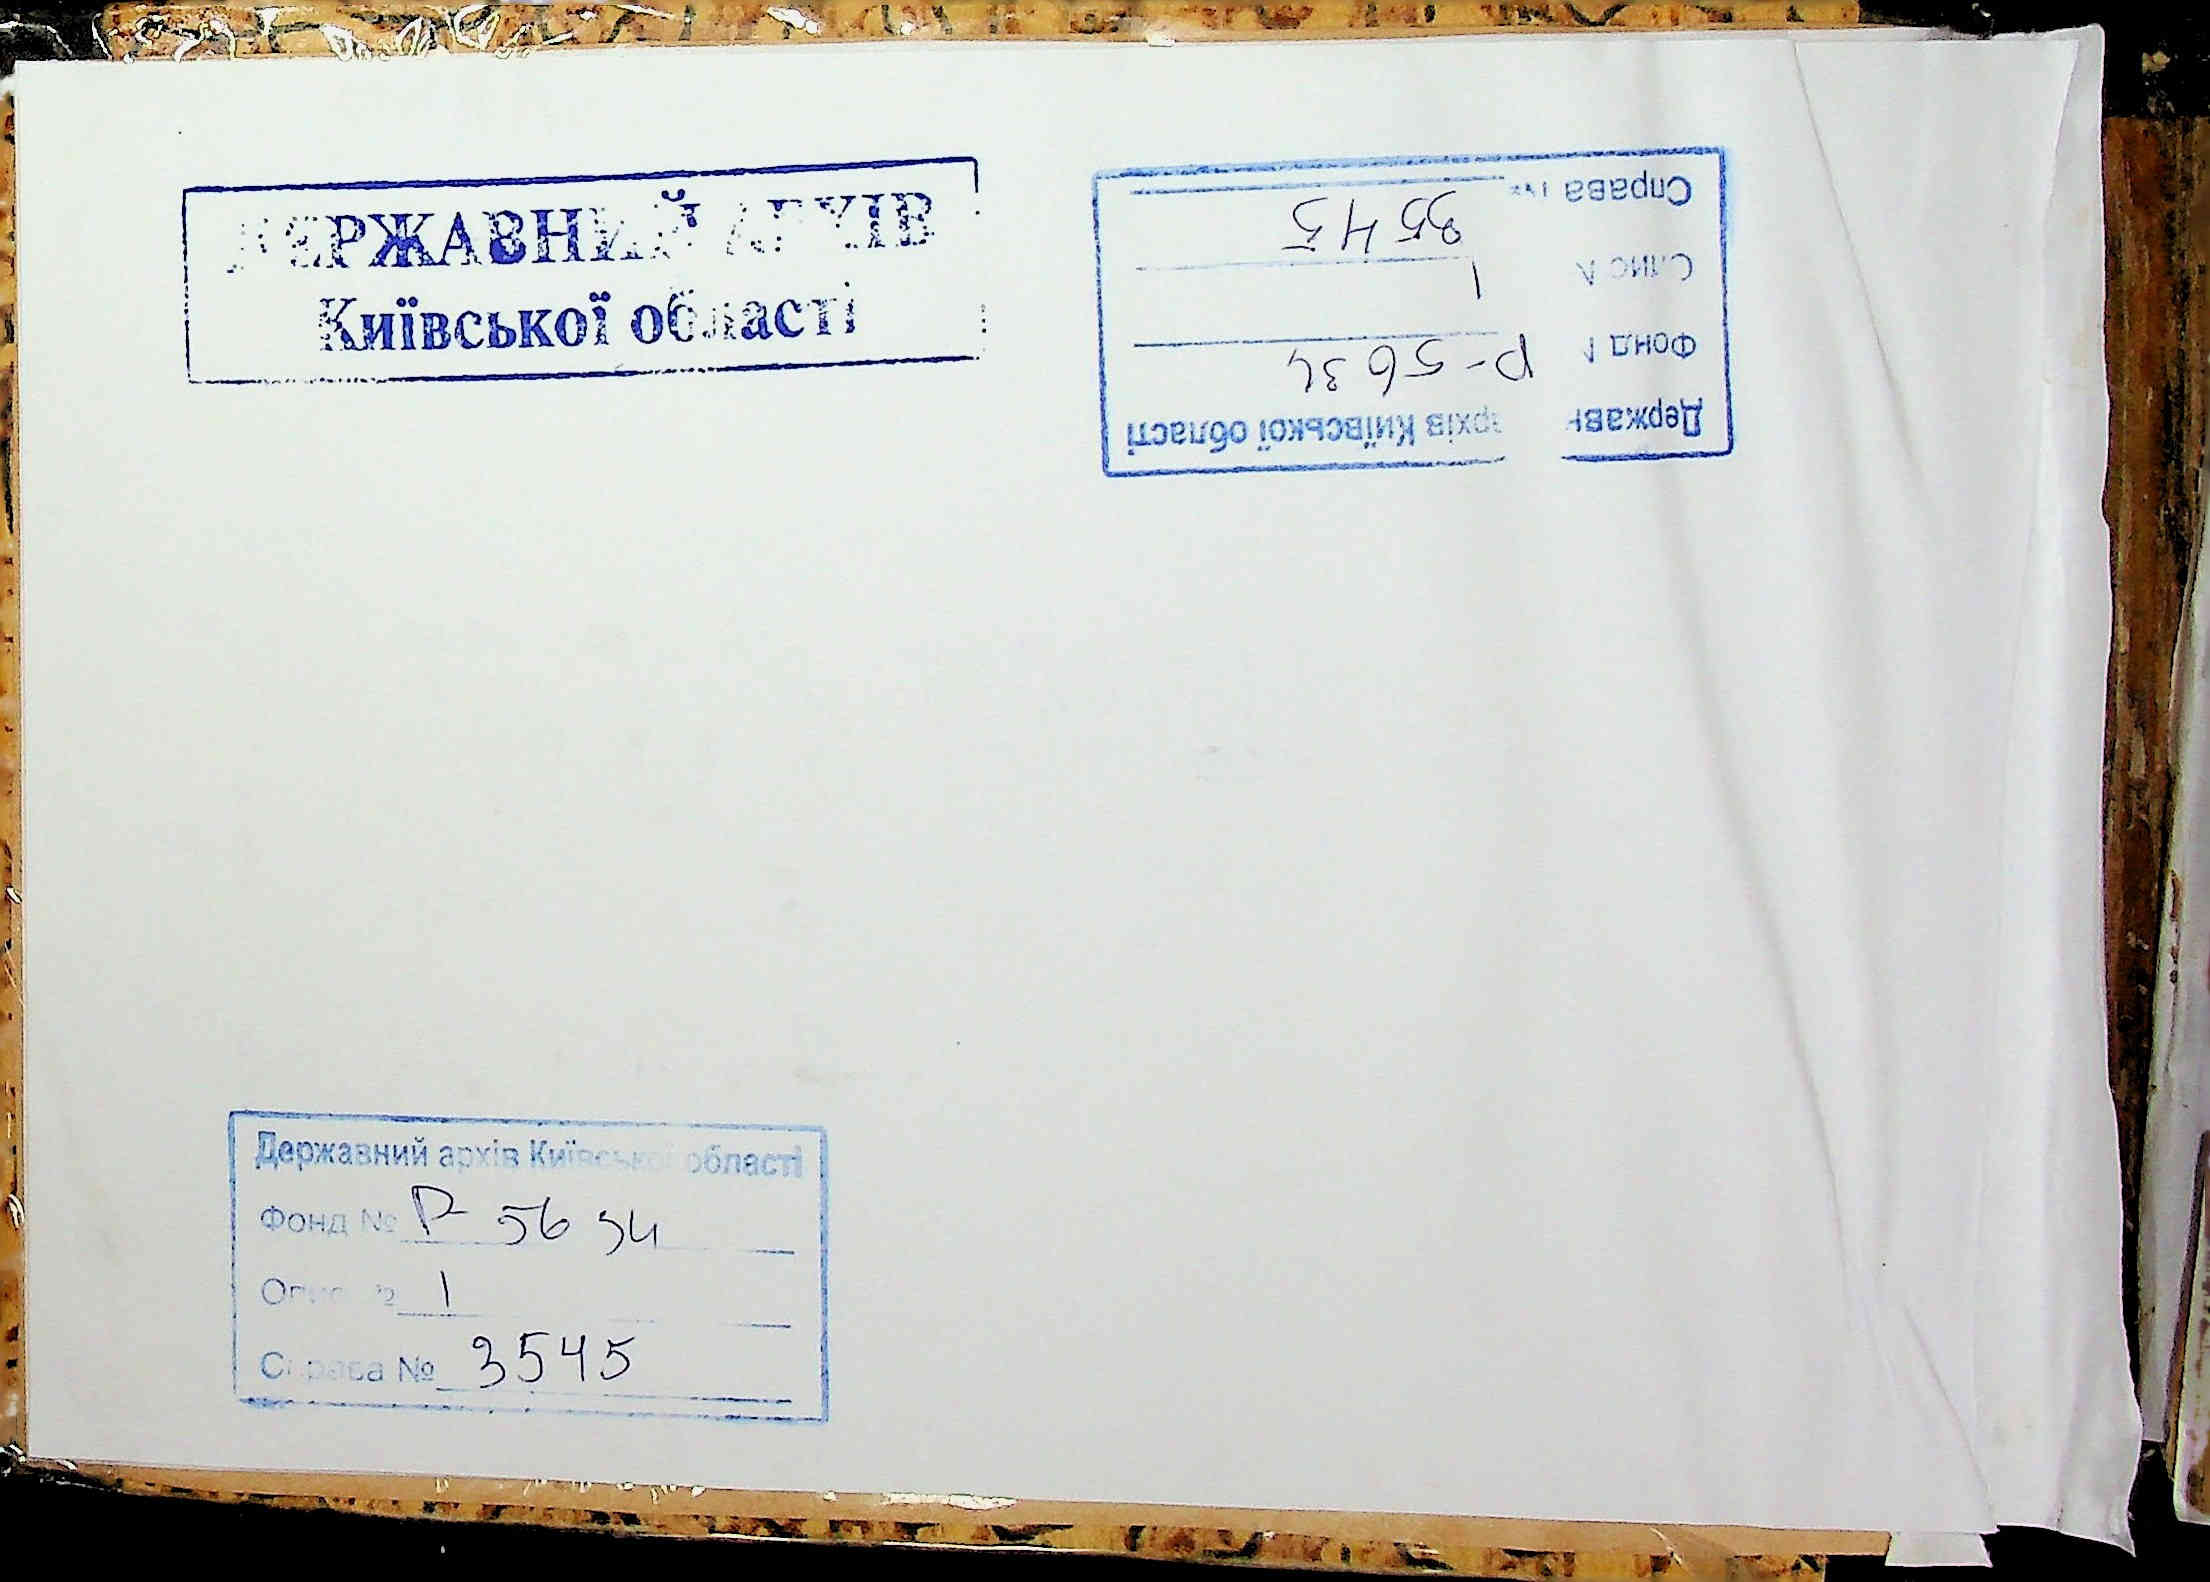 ДЕРЖАВНИЙ АРХІВ
Київської області
Державний архів Київської області
Фонд № Р-5634
Опис № 1
Справа № 3545
Державний архів Київської області
Фонд № Р-5634
Опис № 1
Справа № 3545